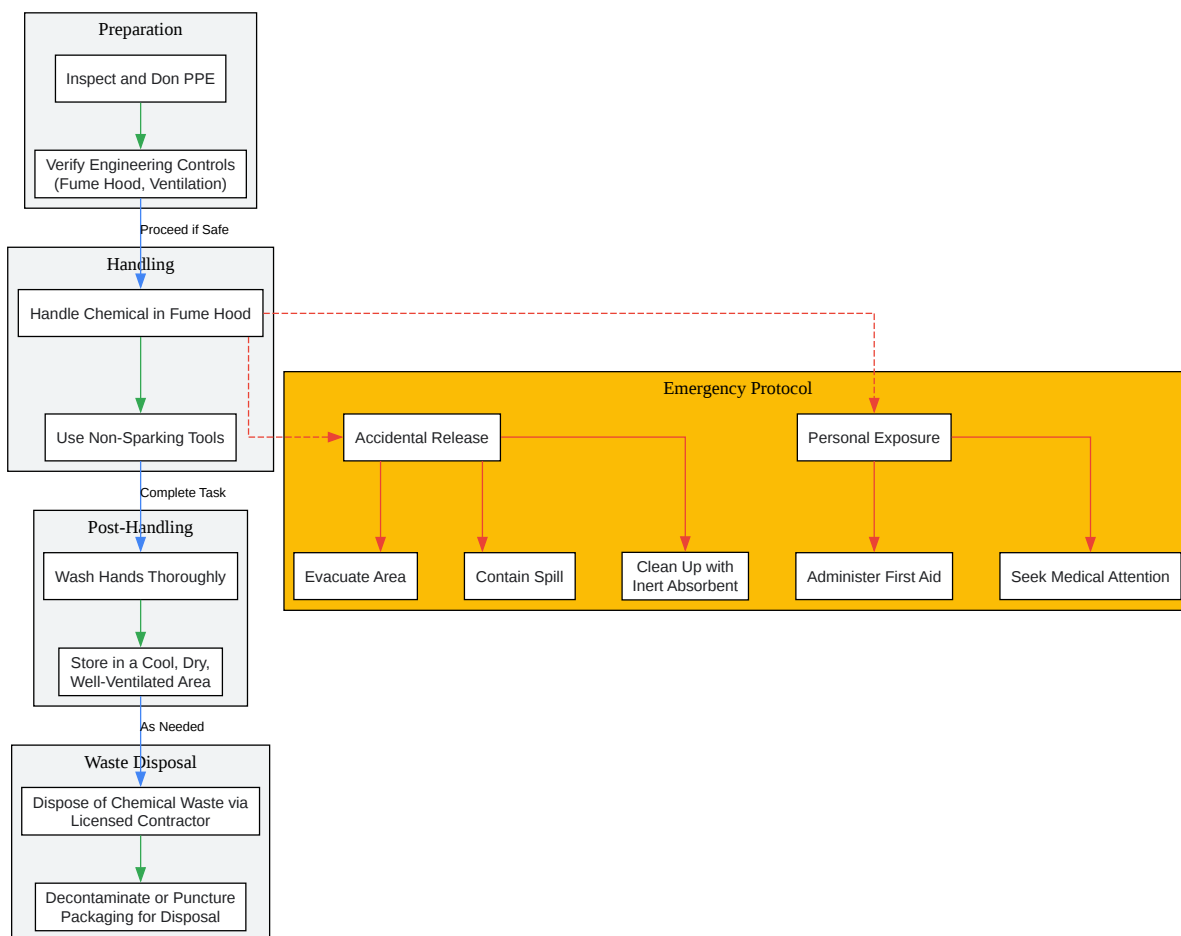 Preparation
Inspect and Don PPE
Verify Engineering Controls
(Fume Hood, Ventilation)
Proceed if Safe
Handling
Handle Chemical in Fume Hood
Use Non-Sparking Tools
Complete Task
Emergency Protocol
Accidental Release
Personal Exposure
Evacuate Area
Contain Spill
Clean Up with
Inert Absorbent
Administer First Aid
Seek Medical Attention
Post-Handling
Wash Hands Thoroughly
Store in a Cool, Dry,
Well-Ventilated Area
As Needed
Waste Disposal
Dispose of Chemical Waste via
Licensed Contractor
Decontaminate or Puncture
Packaging for Disposal